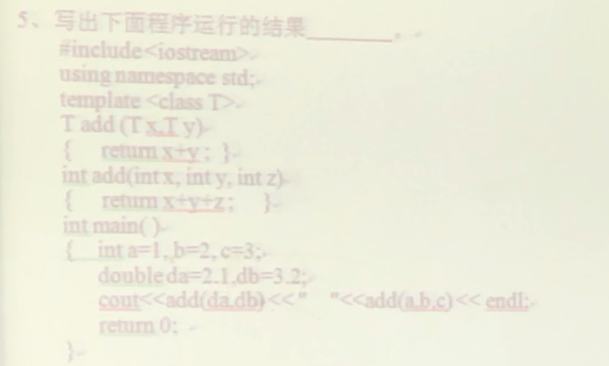 5、写出下面程序运行的结果________。
#include<iostream>
using namespace std;
template <class T>
T add (T x,T y)
{ return x+y ; }
int add(int x, int y, int z)
{ return x+y+z ; }
int main( )
{ int a=1, b=2, c=3;
double da=2.1,db=3.2;
cout<<add(da,db)<<" "<<add(a,b,c)<< endl;
return 0;
}